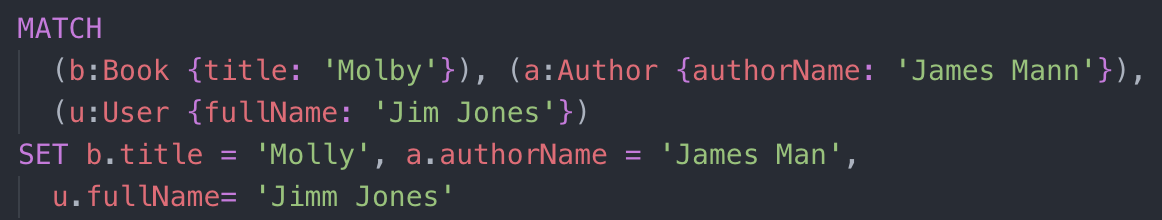 MATCH
(b:Book {title: 'Molby'}), (a:Author {authorName: 'James Mann'}),
(u:User {fullName: 'Jim Jones'})
SET b.title = 'Molly', a.authorName = 'James Man',
u.fullName= 'Jimm Jones'